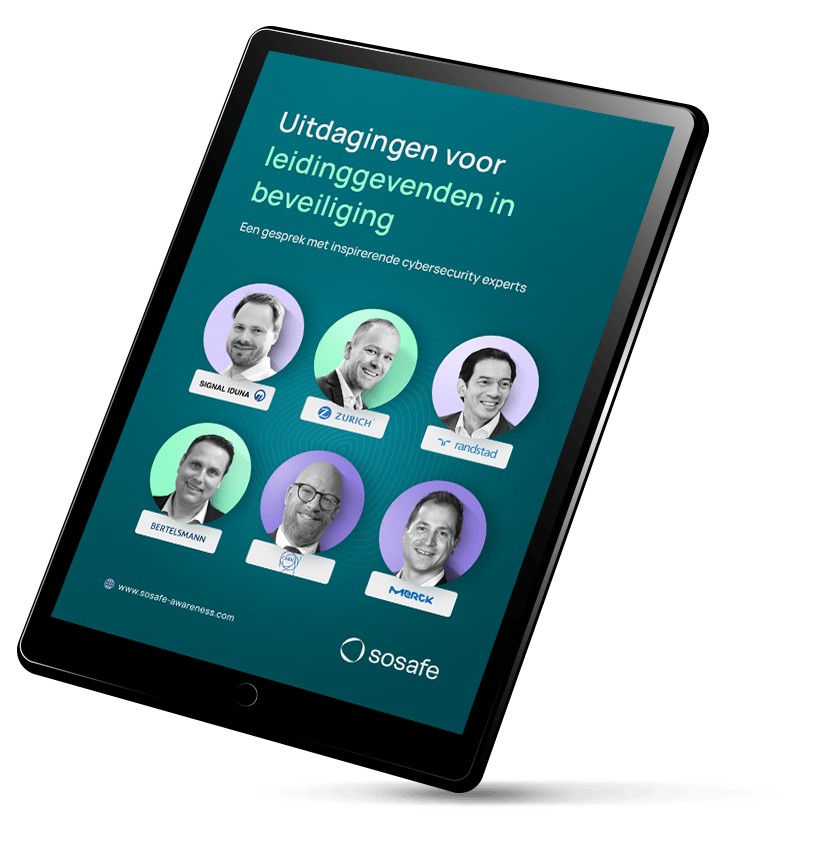 Uitdagingen voor
leidinggevenden in
beveiliging
Een gesprek met inspirerende cybersecurity experts
SIGNAL IDUNA
ZURICH
randstad
BERTELSMANN
CERN
MERCK
www.sosafe-awareness.com
sosafe